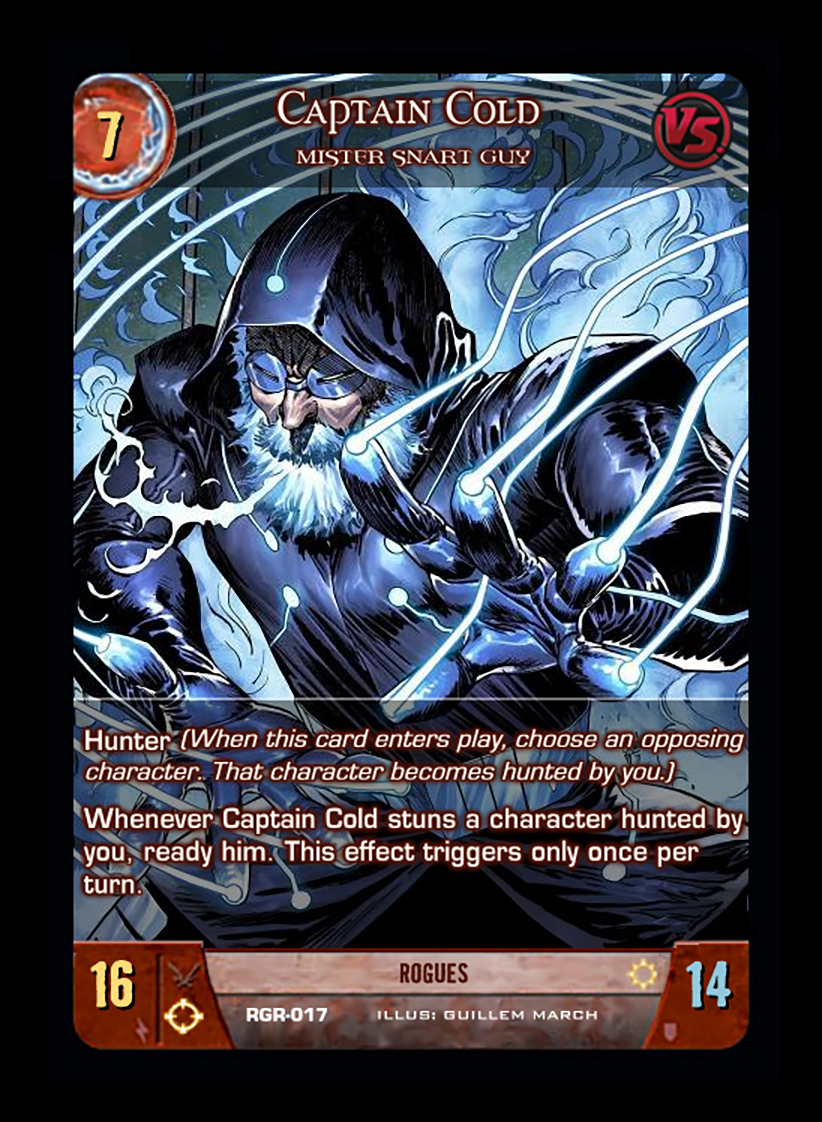 7
Captain Cold
VS.
MISTER SNART GUY
Hunter (When this card enters play, choose an opposing
character. That character becomes hunted by you.)
Whenever Captain Cold stuns a character hunted by
you, ready him. This effect triggers only once per
turn.
16
ROGUES
14
RGR-017
ILLUS: GUILLEM MARCH